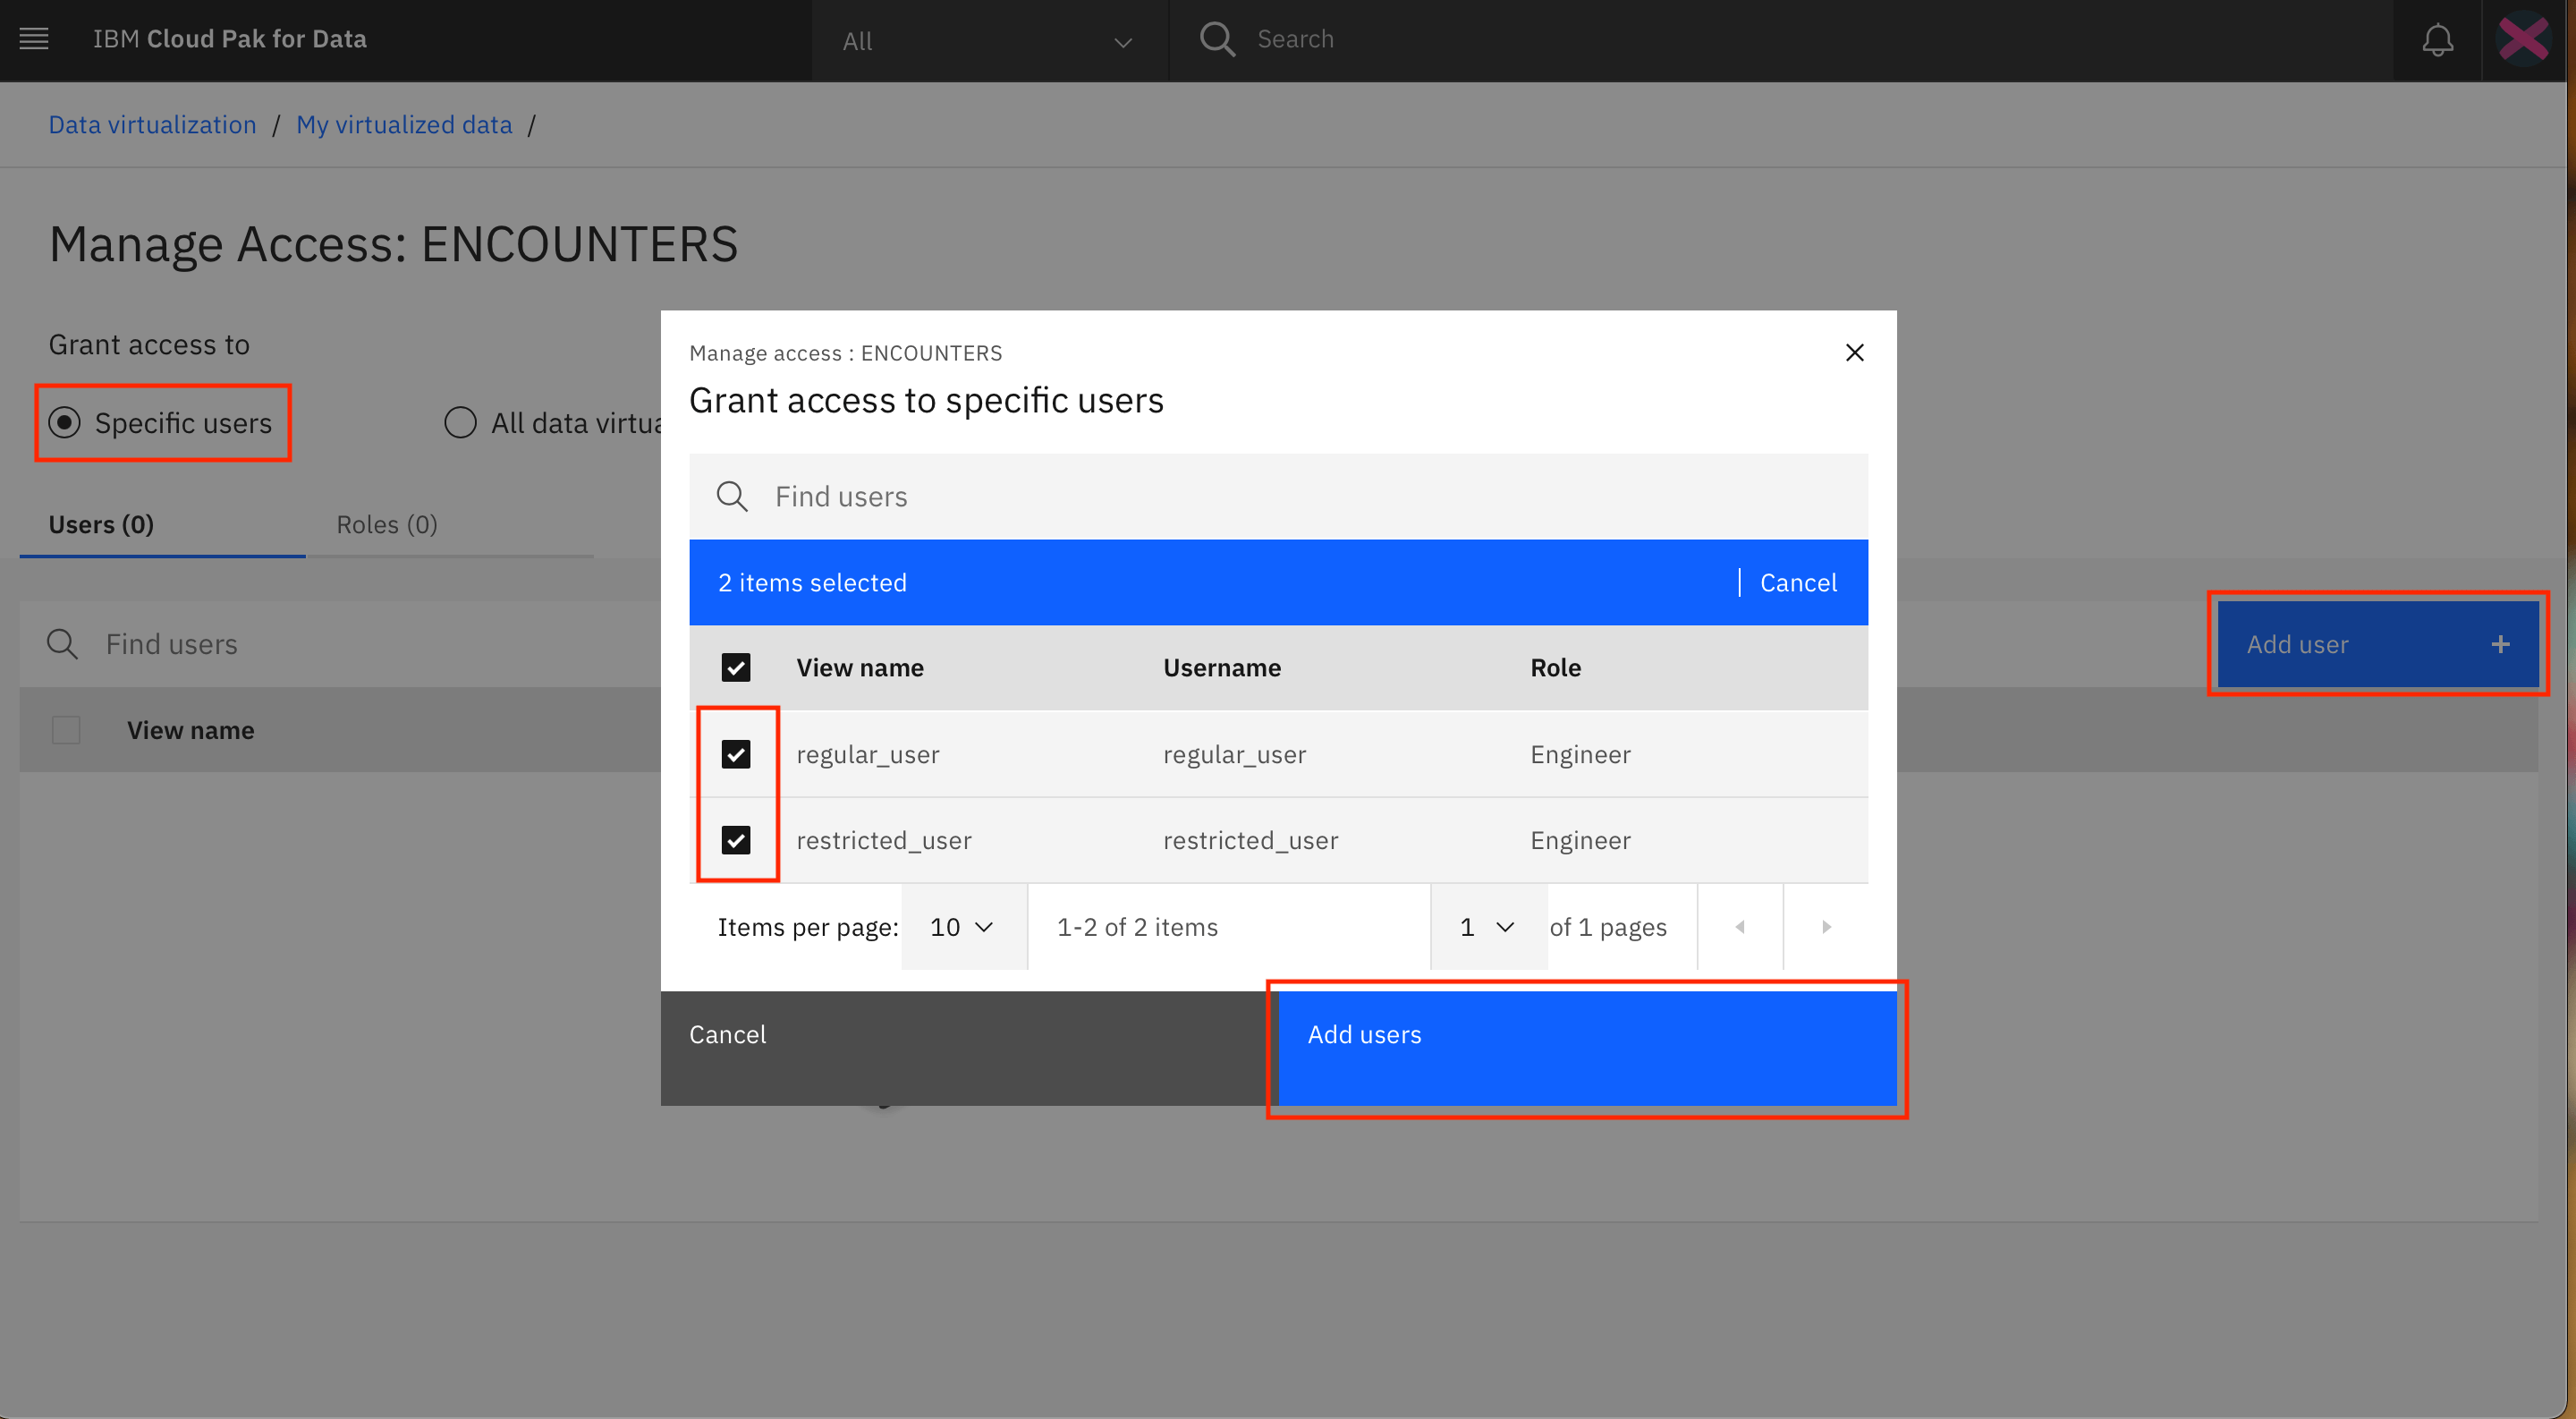 IBM Cloud Pak for Data
All
Search
Data virtualization / My virtualized data /
Manage Access: ENCOUNTERS
Grant access to
Specific users
All data
Users (0)
Roles (0)
Find users
Add user +
View name
Manage access : ENCOUNTERS
Grant access to specific users
Find users
2 items selected
Cancel
View name Username Role
regular_user regular_user Engineer
restricted_user restricted_user Engineer
Items per page: 10 1-2 of 2 items 1 of 1 pages
Cancel
Add users